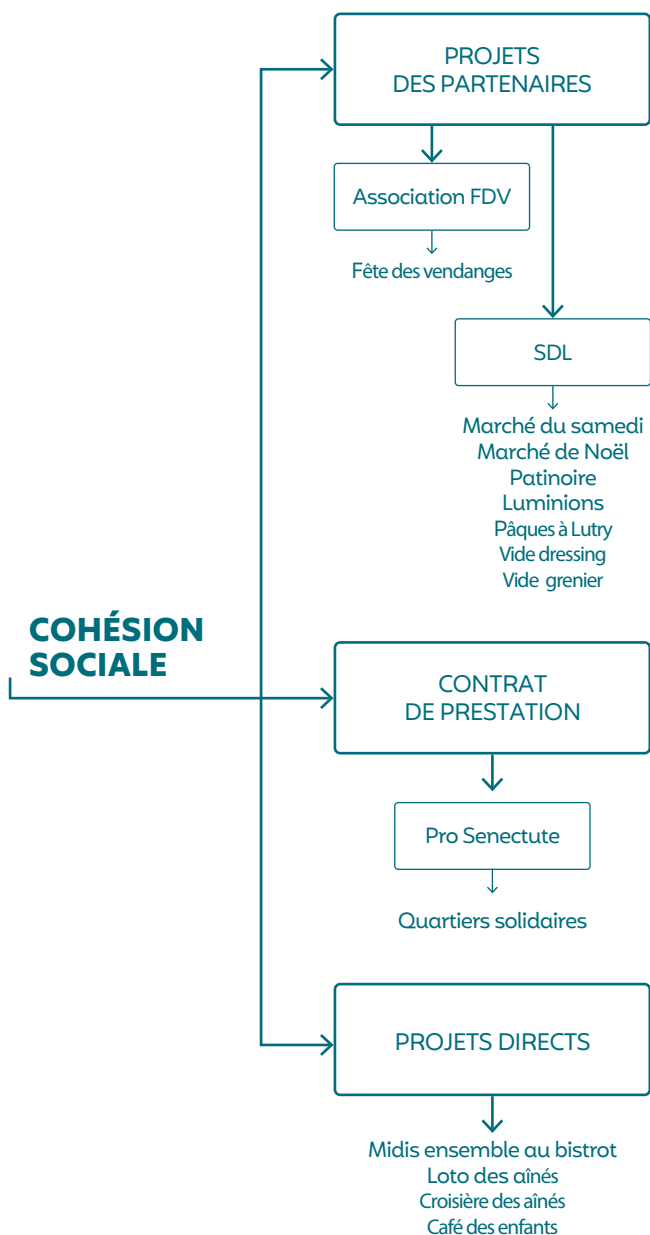 PROJETS
DES PARTENAIRES
Association FDV
Fête des vendanges
SDL
Marché du samedi
Marché de Noël
Patinoire
Luminions
Pâques à Lutry
Vide dressing
Vide grenier
COHÉSION
SOCIALE
CONTRAT
DE PRESTATION
Pro Senectute
Quartiers solidaires
PROJETS DIRECTS
Midis ensemble au bistrot
Loto des aînés
Croisière des aînés
Café des enfants